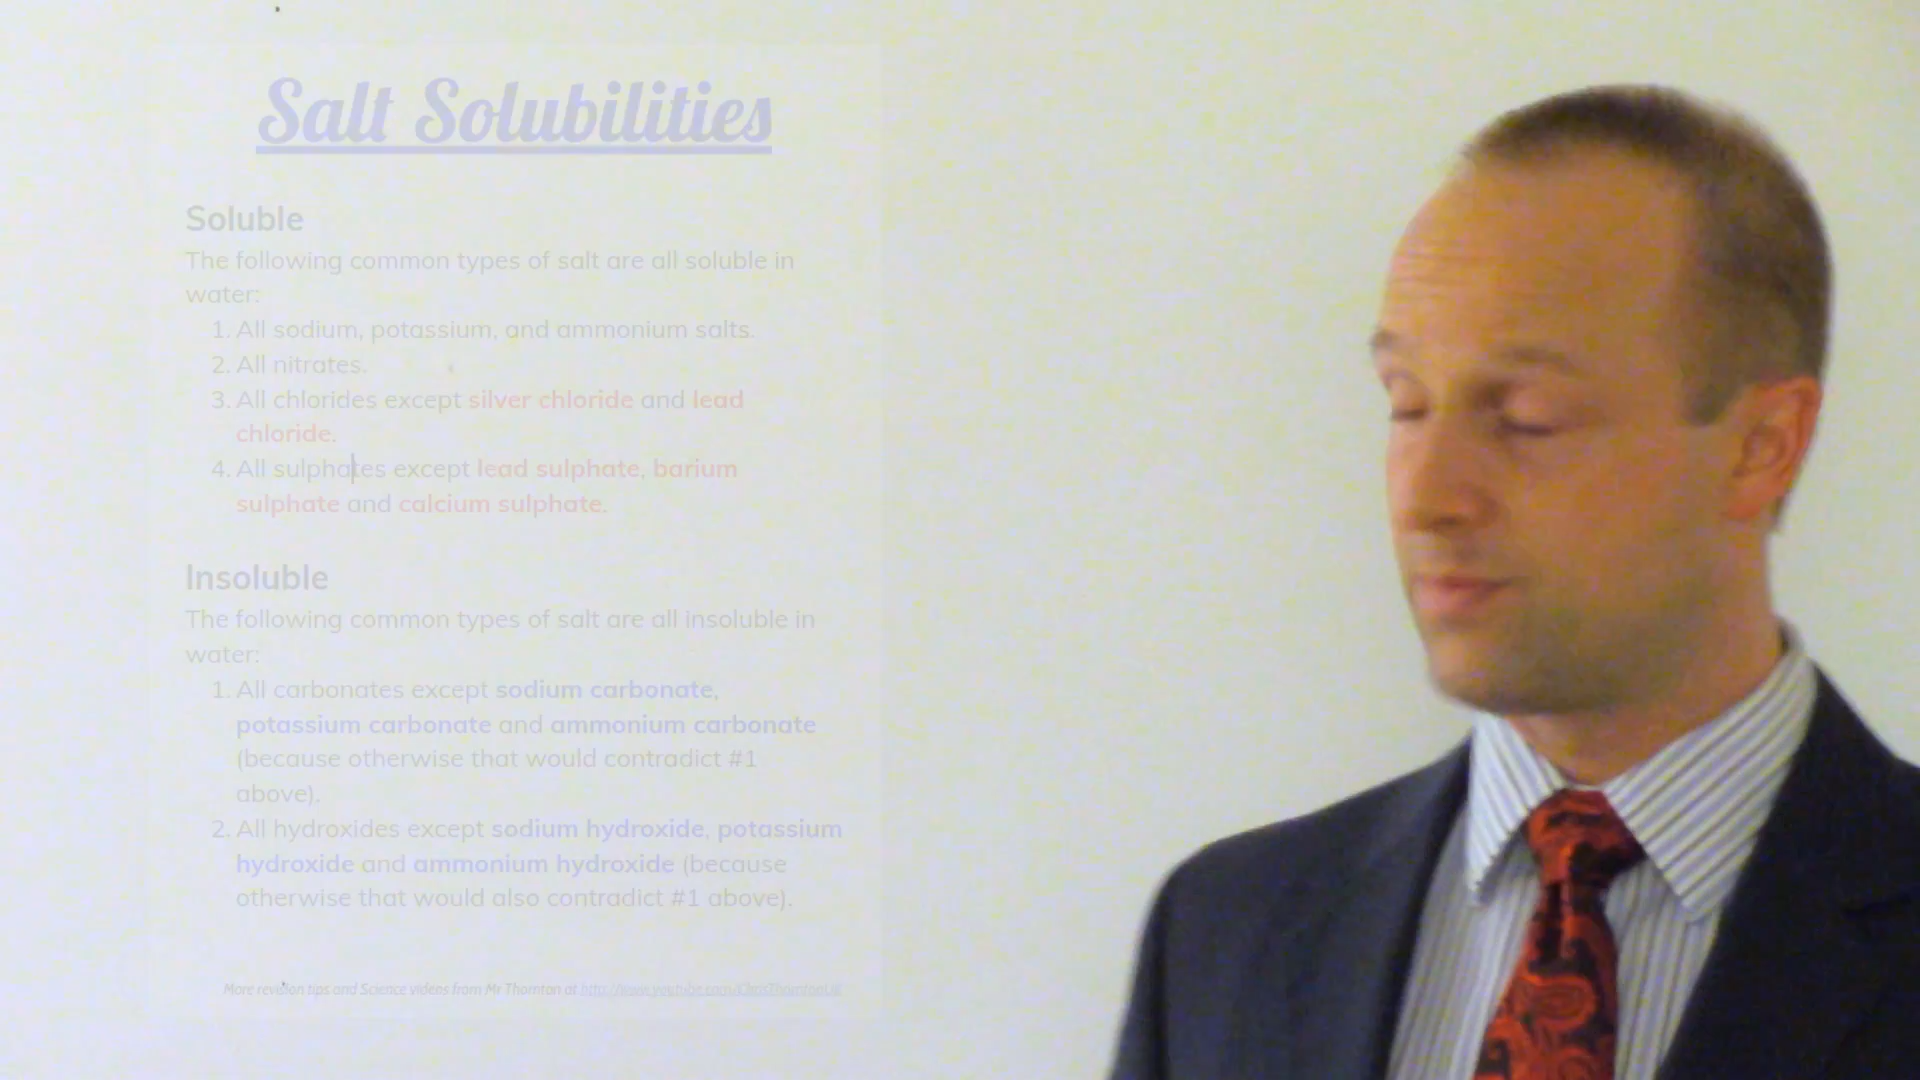 Salt Solubilities
Soluble
The following common types of salt are all soluble in
water:
1. All sodium, potassium, and ammonium salts.
2. All nitrates.
3. All chlorides except silver chloride and lead
chloride.
4. All sulphates except lead sulphate, barium
sulphate and calcium sulphate.
Insoluble
The following common types of salt are all insoluble in
water:
1. All carbonates except sodium carbonate,
potassium carbonate and ammonium carbonate
(because otherwise that would contradict #1
above).
2. All hydroxides except sodium hydroxide, potassium
hydroxide and ammonium hydroxide (because
otherwise that would also contradict #1 above).
More revision tips and Science videos from Mr Thornton at http://www.youtube.com/ChrisThorntonUK